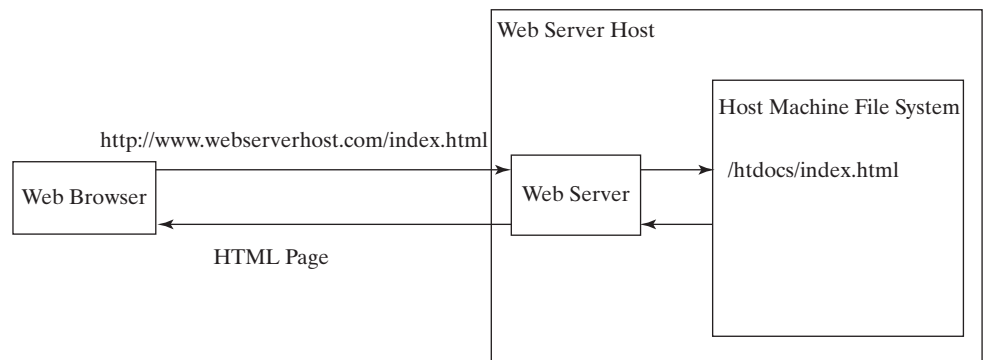 Web Server Host
Host Machine File System
http://www.webserverhost.com/index.html
/htdocs/index.html
Web Browser
Web Server
HTML Page